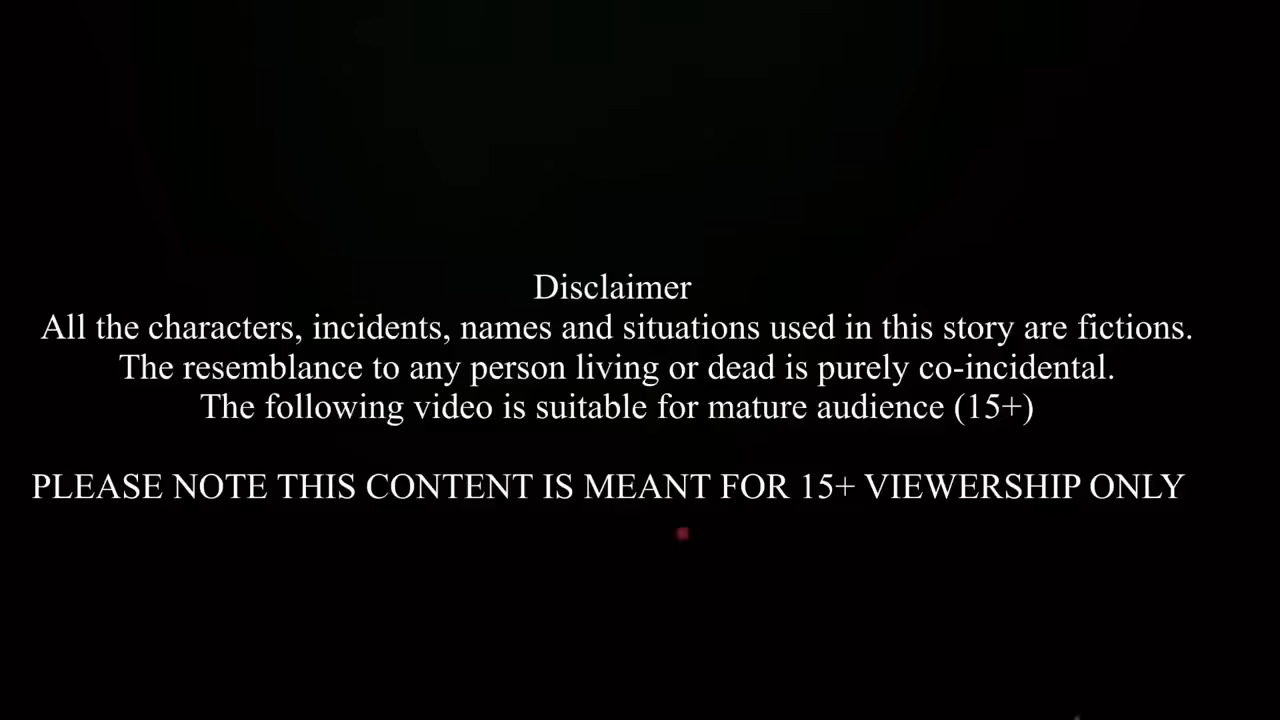 Disclaimer
All the characters, incidents, names and situations used in this story are fictions.
The resemblance to any person living or dead is purely co-incidental.
The following video is suitable for mature audience (15+)
PLEASE NOTE THIS CONTENT IS MEANT FOR 15+ VIEWERSHIP ONLY